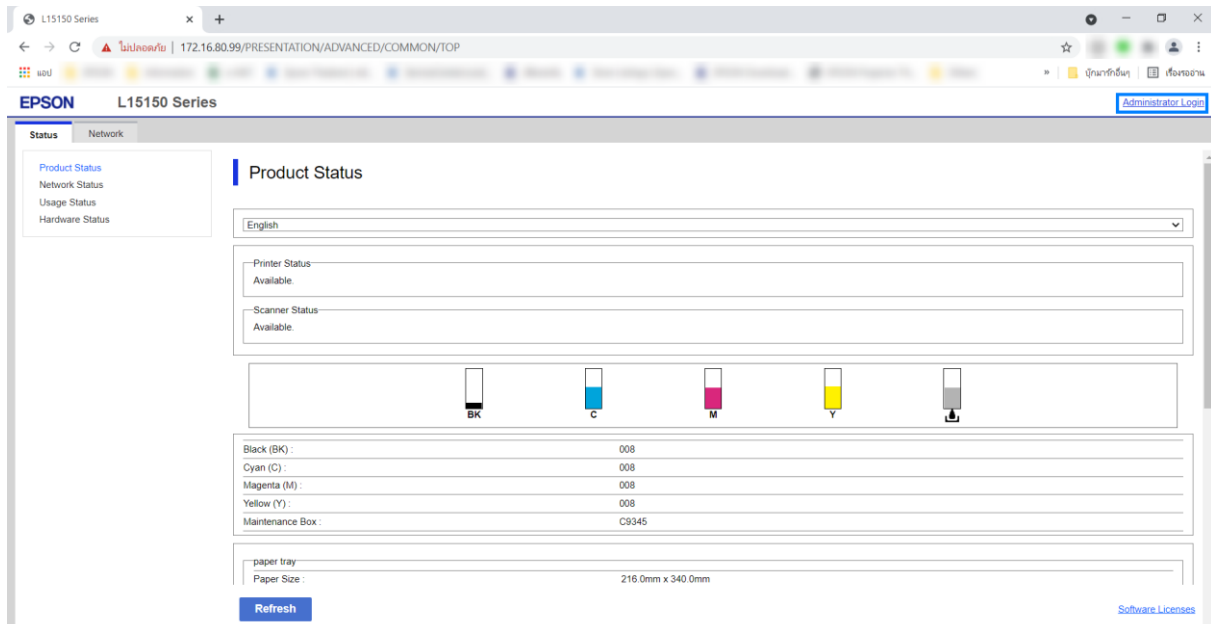 L15150 Series
ไม่ปลอดภัย | 172.16.80.99/PRESENTATION/ADVANCED/COMMON/TOP
แอป
» บุ๊กมาร์กอื่นๆ เรื่องรออ่าน
EPSON L15150 Series Administrator Login
Status Network
Product Status
Network Status
Usage Status
Hardware Status
Product Status
English
Printer Status
Available.
Scanner Status
Available.
BK C M Y
Black (BK) : 008
Cyan (C) : 008
Magenta (M) : 008
Yellow (Y) : 008
Maintenance Box : C9345
paper tray
Paper Size : 216.0mm x 340.0mm
Refresh Software Licenses